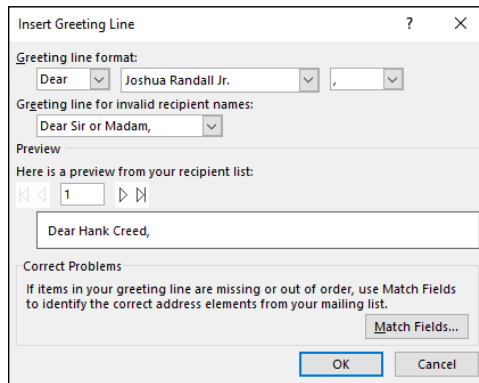 Insert Greeting Line ? ×
Greeting line format:
Dear Joshua Randall Jr. ,
Greeting line for invalid recipient names:
Dear Sir or Madam,
Preview
Here is a preview from your recipient list:
1
Dear Hank Creed,
Correct Problems
If items in your greeting line are missing or out of order, use Match Fields
to identify the correct address elements from your mailing list.
Match Fields...
OK Cancel